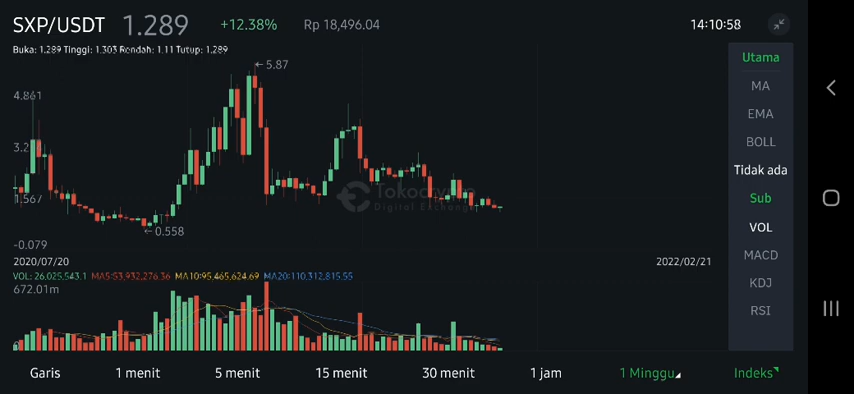 SXP/USDT 1.289 +12.38% Rp 18,496.04 14:10:58
Buka: 1.289 Tinggi: 1.303 Rendah: 1.11 Tutup: 1.289
Utama
5.87
MA
4.861
EMA
BOLL
Tidak ada
Tokocrypto
Sub
1.567
Digital Exchange
VOL
0.558
-0.079
MACD
2020/07/20 2022/02/21
VOL: 26,025,543.1 MA5:53,932,276.36 MA10:95,465,624.69 MA20:110,312,815.55
KDJ
672.01m
RSI
Garis 1 menit 5 menit 15 menit 30 menit 1 jam 1 Minggu Indeks